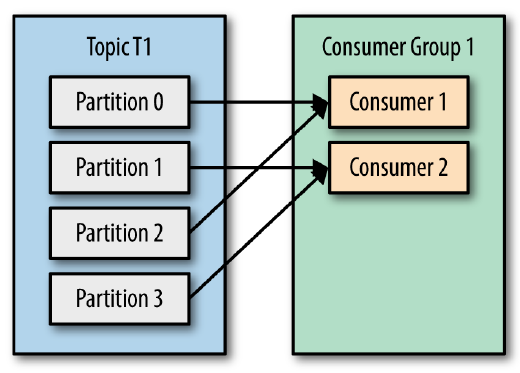 Topic T1
Partition 0
Partition 1
Partition 2
Partition 3
Consumer Group 1
Consumer 1
Consumer 2